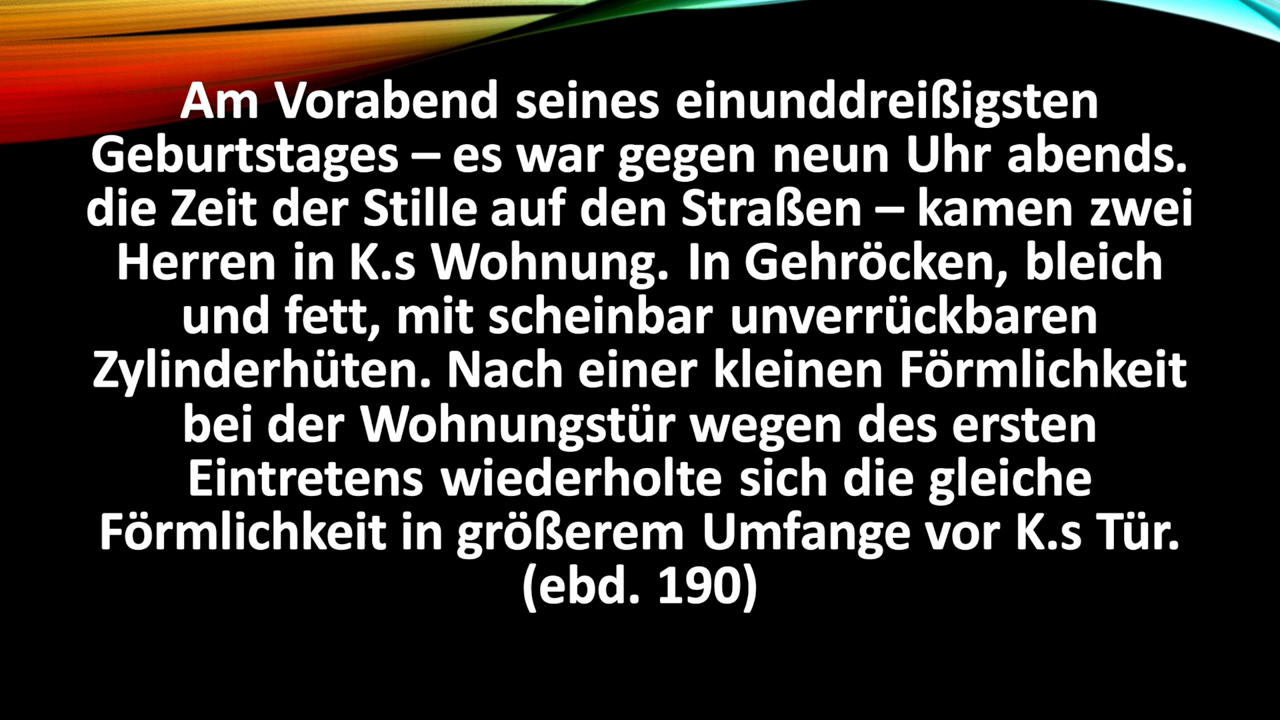 Am Vorabend seines einunddreißigsten
Geburtstages – es war gegen neun Uhr abends.
die Zeit der Stille auf den Straßen – kamen zwei
Herren in K.s Wohnung. In Gehröcken, bleich
und fett, mit scheinbar unverrückbaren
Zylinderhüten. Nach einer kleinen Förmlichkeit
bei der Wohnungstür wegen des ersten
Eintretens wiederholte sich die gleiche
Förmlichkeit in größerem Umfange vor K.s Tür.
(ebd. 190)